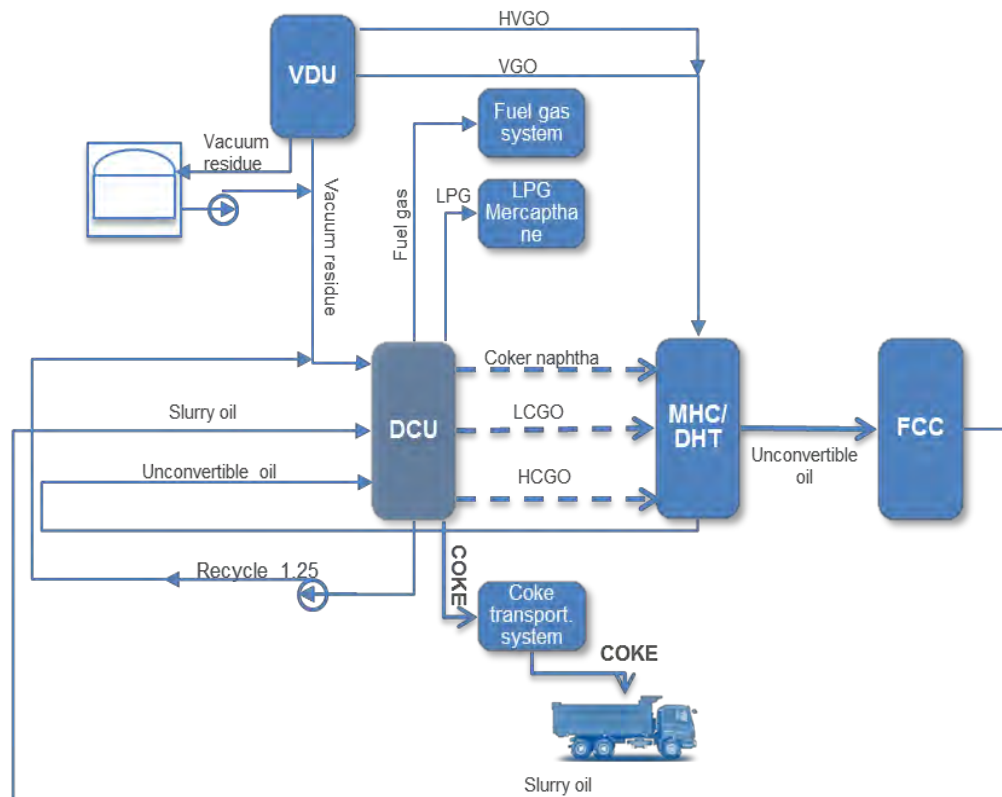 HVGO
VDU
VGO
Fuel gas
system
Vacuum
residue
Vacuum residue
Fuel gas
LPG
LPG
Mercaptha
ne
Coker naphtha
Slurry oil
LCGO
DCU
MHC/
DHT
FCC
Unconvertible
oil
Unconvertible oil
HCGO
Recycle 1.25
COKE
Coke
transport.
system
COKE
Slurry oil